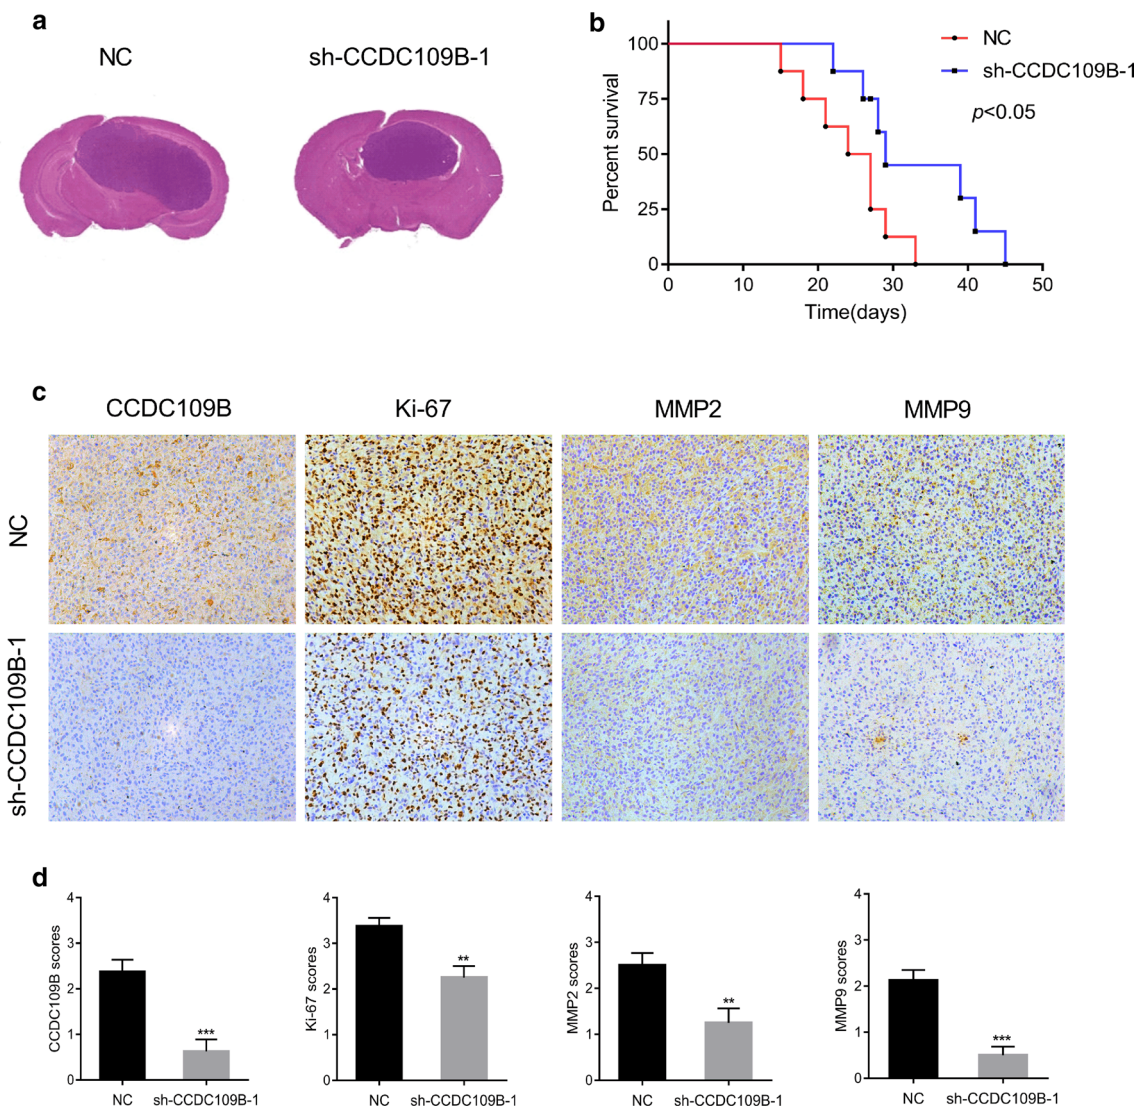 a
NC
sh-CCDC109B-1
b
Percent survival
100
75
50
25
0
0 10 20 30 40 50
Time(days)
NC
sh-CCDC109B-1
p<0.05
c
CCDC109B Ki-67 MMP2 MMP9
NC
sh-CCDC109B-1
d
CCDC109B scores
4
3
2
1
0
***
NC sh-CCDC109B-1
Ki-67 scores
4
3
2
1
0
**
NC sh-CCDC109B-1
MMP2 scores
4
3
2
1
0
**
NC sh-CCDC109B-1
MMP9 scores
4
3
2
1
0
***
NC sh-CCDC109B-1